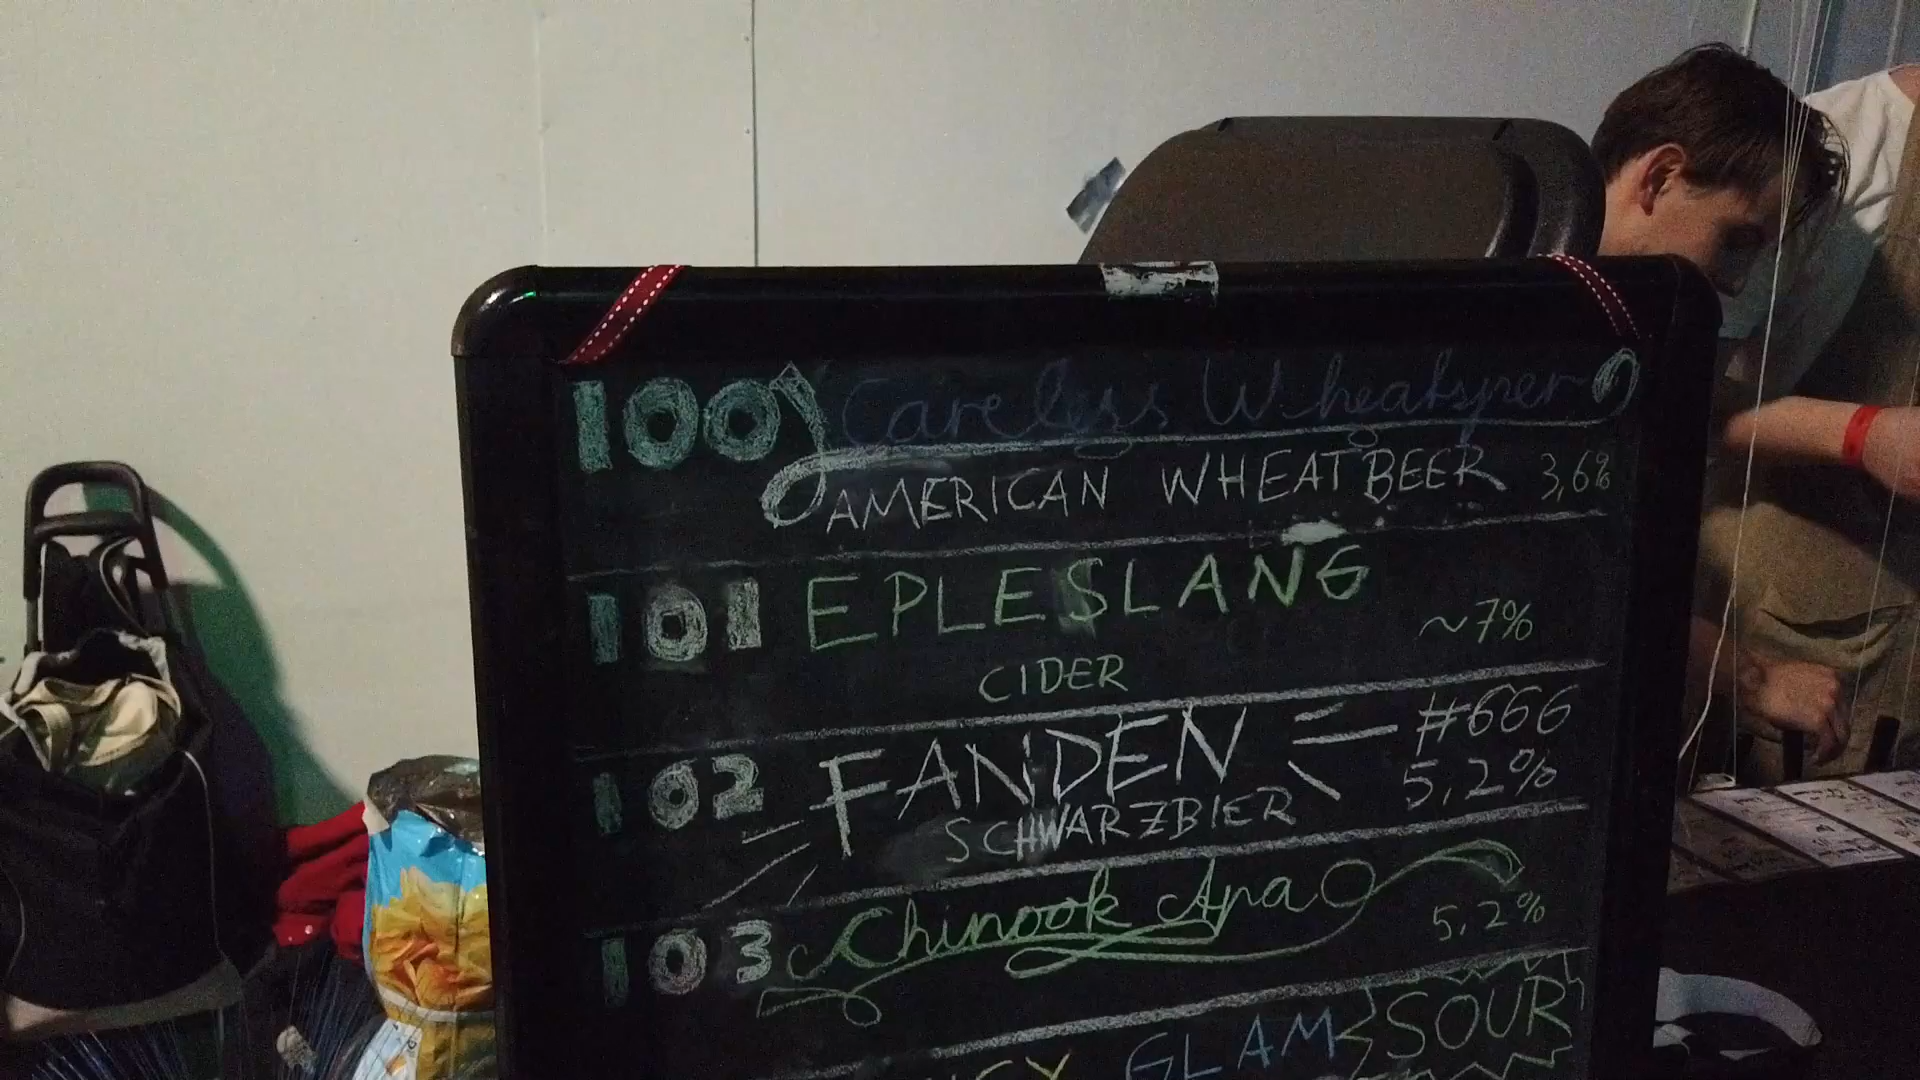 100 Careless Wheatsper
AMERICAN WHEATBEER 3,6%
101 EPLESLANG
~7%
CIDER
102 FANDEN #666
SCHWARZBIER 5,2%
103 Chinook Apa
5,2%
GLAM SOUR